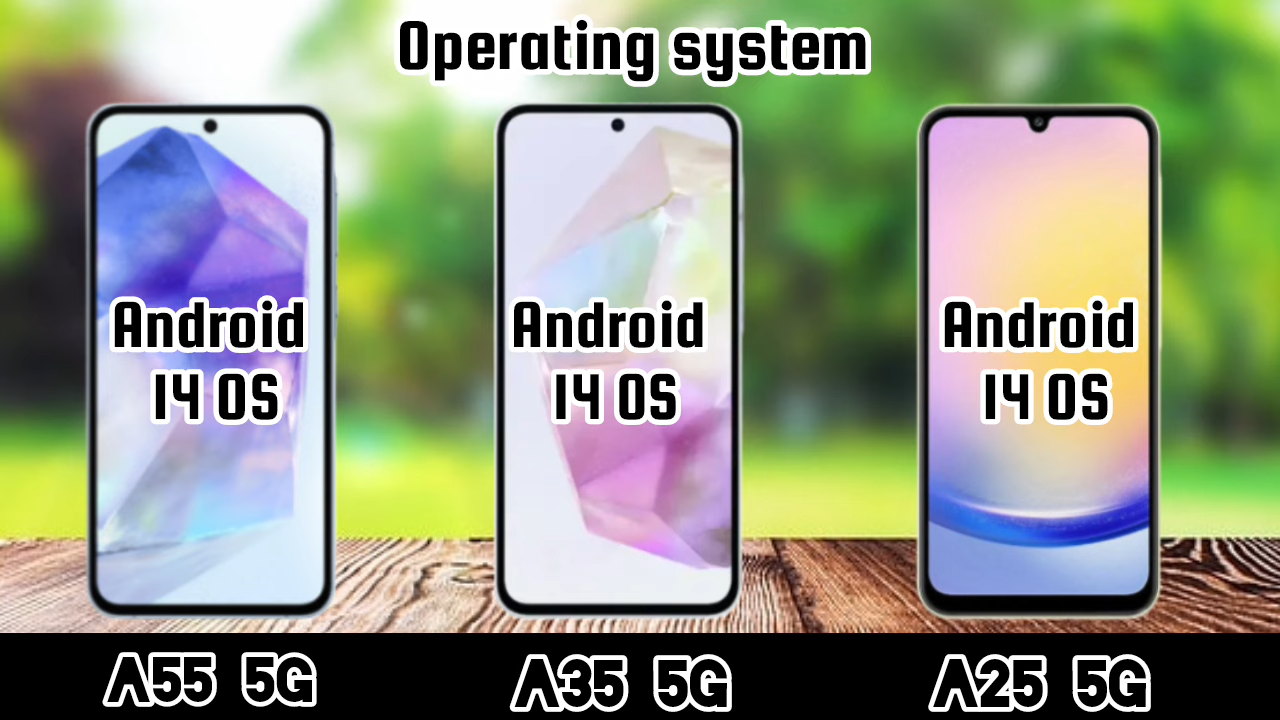 Operating system
Android
14 OS
Android
14 OS
Android
14 OS
A55 5G
A35 5G
A25 5G